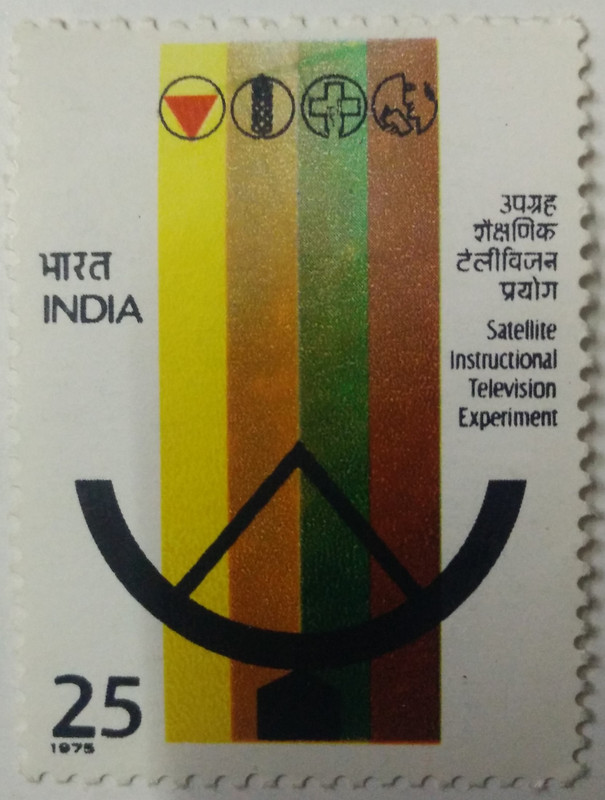 भारत
INDIA
उपग्रह
शैक्षणिक
टेलीविजन
प्रयोग
Satellite
Instructional
Television
Experiment
25
1975